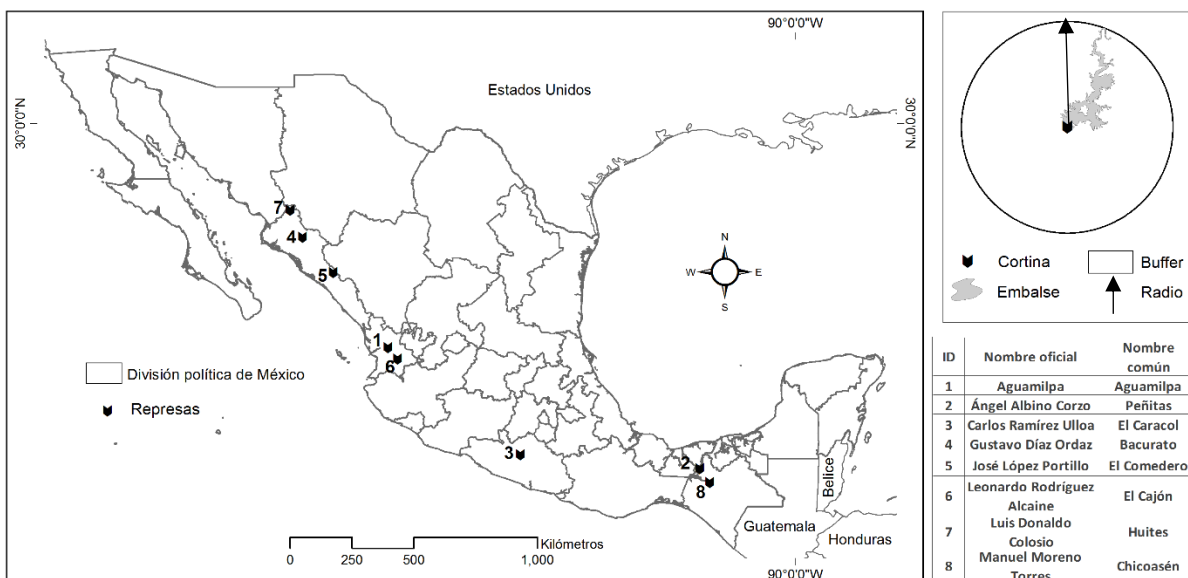 90°0'0"W
30°0'0"N
Estados Unidos
30°0'0"N
7
4
5
N
W E
S
1
6
División política de México
Represas
3
2
8
Belice
Guatemala
Honduras
Kilómetros
0 250 500 1,000
90°0'0"W
Cortina Buffer
Embalse Radio
ID Nombre oficial Nombre común
1 Aguamilpa Aguamilpa
2 Ángel Albino Corzo Peñitas
3 Carlos Ramírez Ulloa El Caracol
4 Gustavo Díaz Ordaz Bacurato
5 José López Portillo El Comedero
6 Leonardo Rodríguez Alcaine El Cajón
7 Luis Donaldo Colosio Huites
8 Manuel Moreno Torres Chicoasén